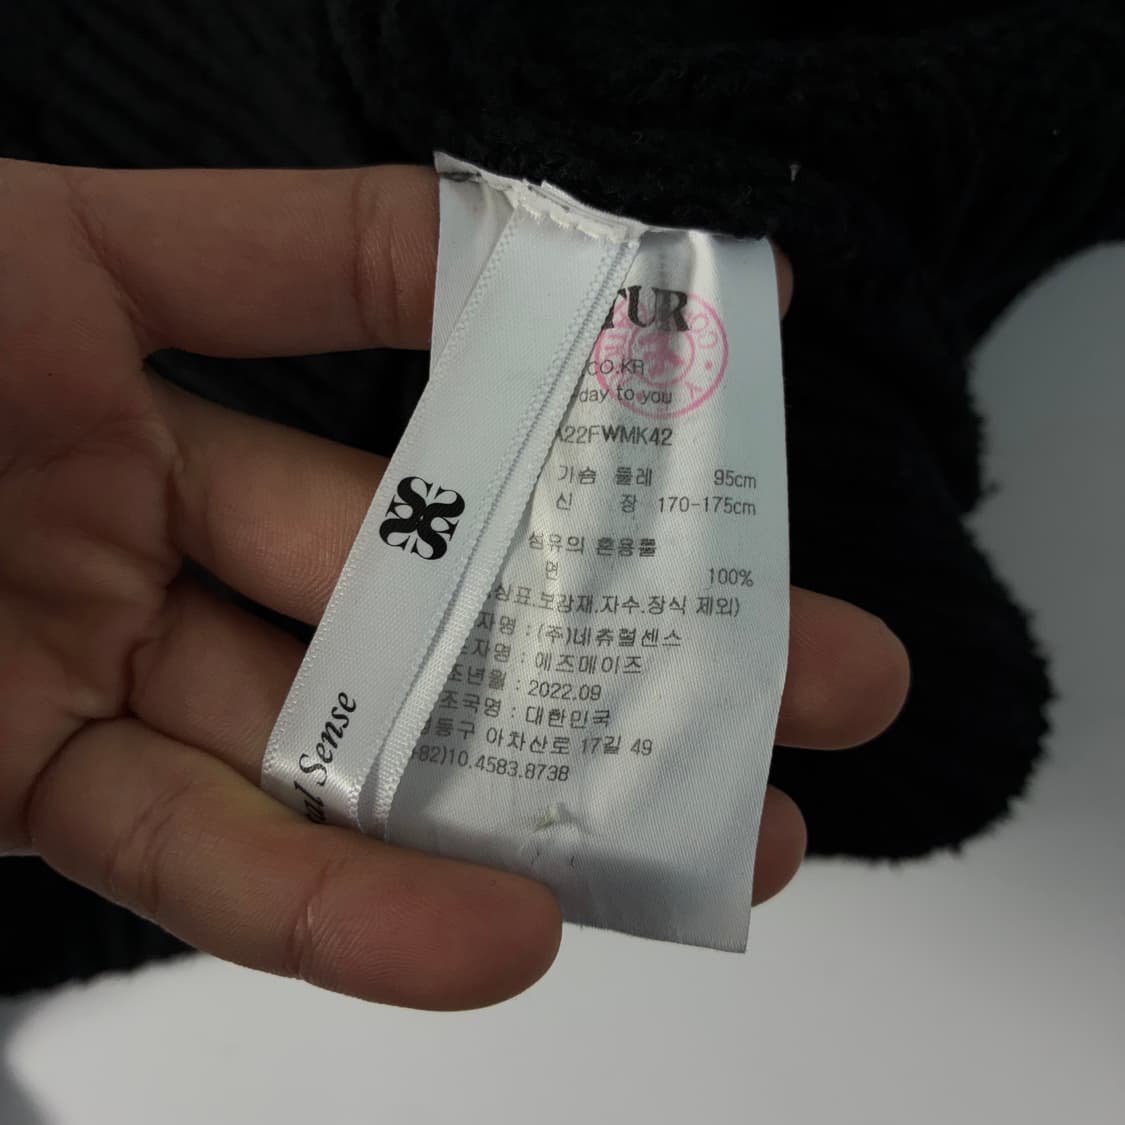 TUR
.CO.KR
-day to you
A22FWMK42
가슴 둘레 95cm
신 장 170-175cm
섬유의 혼용률
면 100%
상표.보강재.자수.장식 제외)
자명 : (주)네츄럴센스
자명 : 에즈메이즈
조년월 : 2022.09
조국명 : 대한민국
동구 아차산로 17길 49
82)10.4583.8738
al Sense